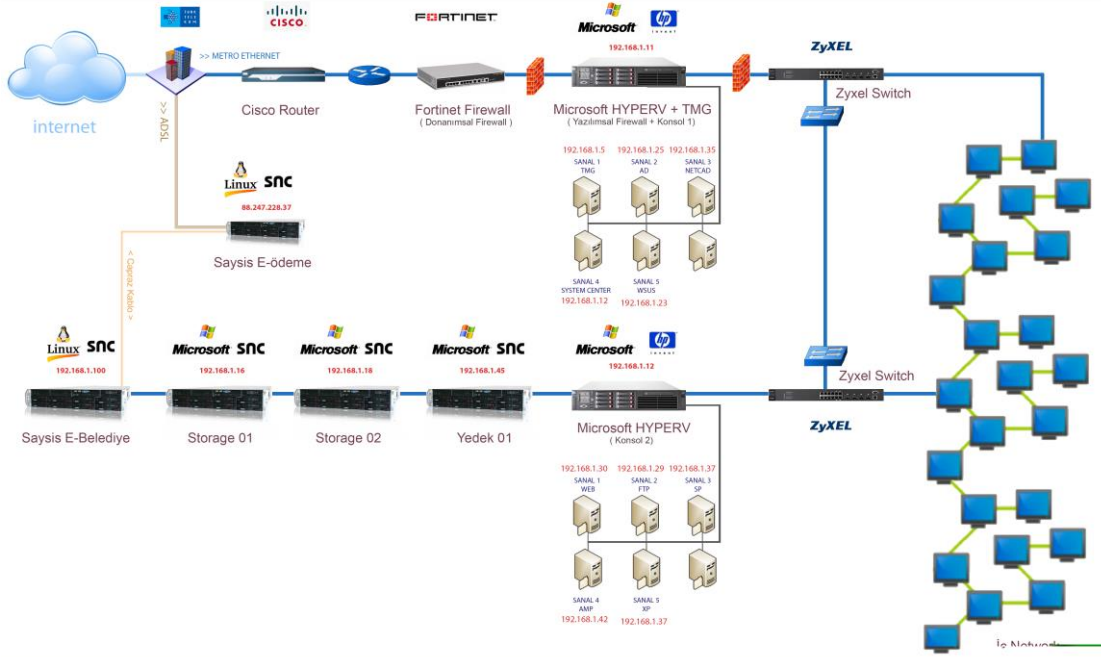 TURK
TELE
KOM
CISCO
FORTINET
Microsoft
hp
invent
192.168.1.11
ZyXEL
>> METRO ETHERNET
internet
>> ADSL
Cisco Router
Fortinet Firewall
( Donanımsal Firewall )
Microsoft HYPERV + TMG
( Yazılımsal Firewall + Konsol 1 )
Zyxel Switch
192.168.1.5 192.168.1.25 192.168.1.35
SANAL 1 SANAL 2 SANAL 3
TMG AD NETCAD
Linux SNC
88.247.228.37
Saysis E-ödeme
SANAL 4 SANAL 5
SYSTEM CENTER WSUS
192.168.1.12 192.168.1.23
< Çapraz Kablo >
Linux SNC Microsoft SNC Microsoft SNC Microsoft SNC Microsoft hp
invent
192.168.1.100 192.168.1.16 192.168.1.18 192.168.1.45 192.168.1.12
Zyxel Switch
Saysis E-Belediye Storage 01 Storage 02 Yedek 01 Microsoft HYPERV
( Konsol 2 )
ZyXEL
192.168.1.30 192.168.1.29 192.168.1.37
SANAL 1 SANAL 2 SANAL 3
WEB FTP SP
SANAL 4 SANAL 5
AMP XP
192.168.1.42 192.168.1.37
İç Network